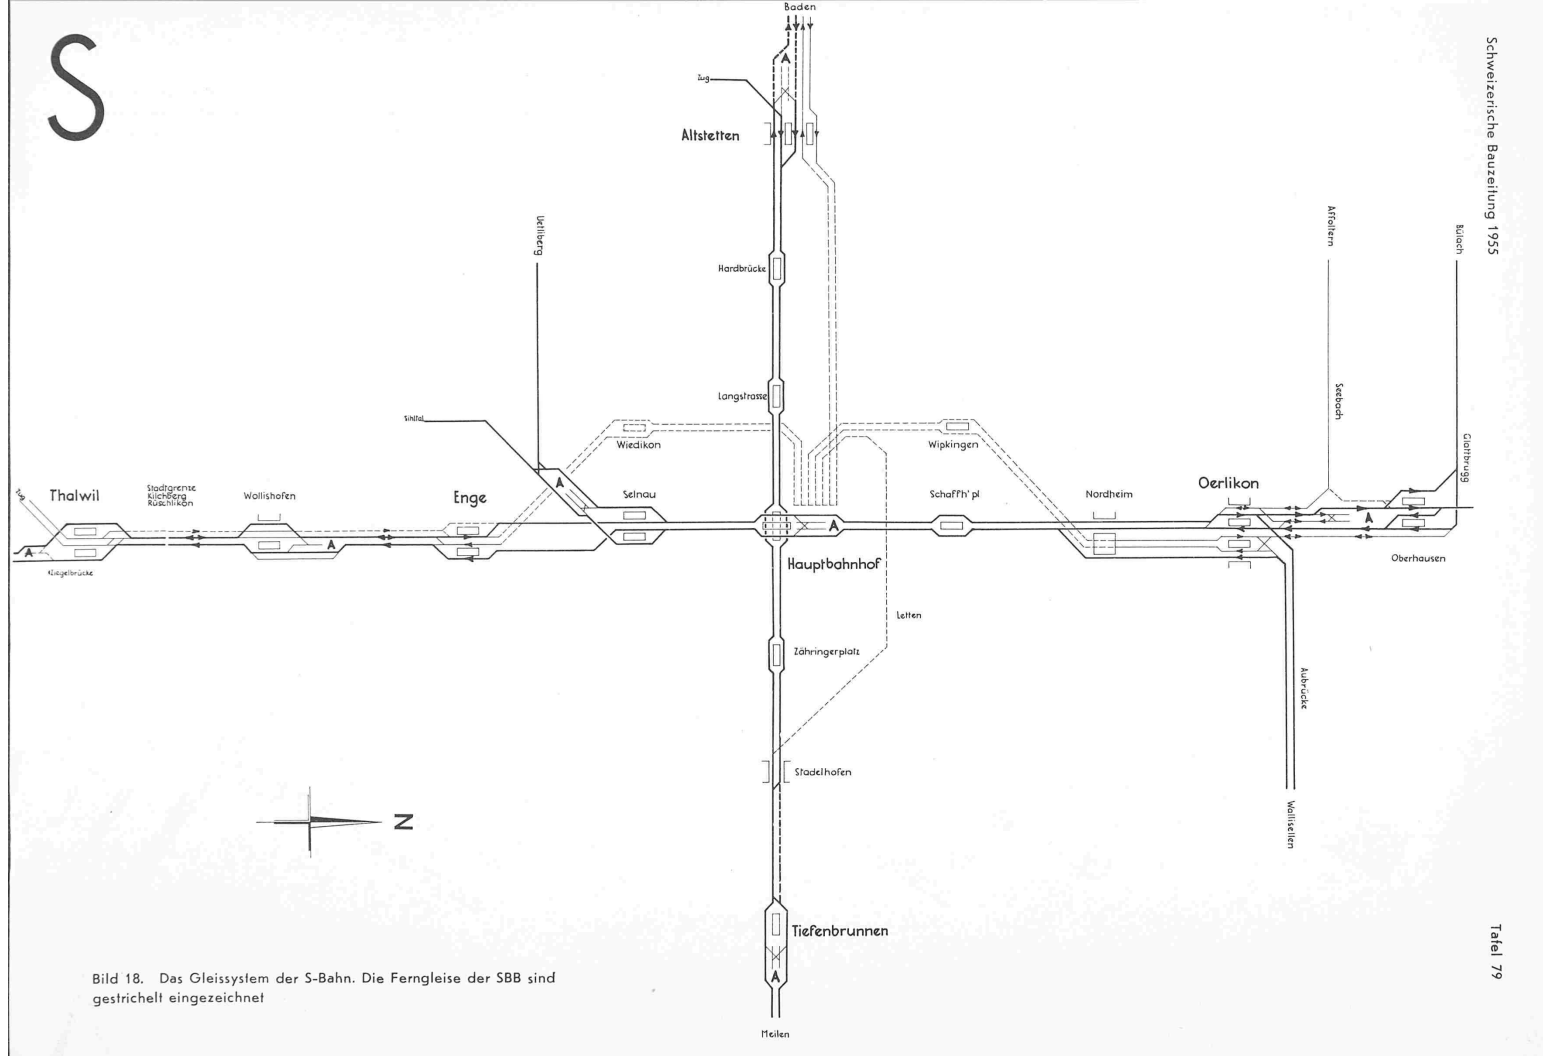 S
Schweizerische Bauzeitung 1955
Baden
Zug
A
Altstetten
Uetliberg
Hardbrücke
Affoltern
Bülach
Langstrasse
Seebach
Sihltal
Wiedikon
Wipkingen
Glattbrugg
Zug
Thalwil
Stadtgrenze
Kilchberg
Rüschlikon
Wollishofen
Enge
A
Selnau
Schaffh' pl
Nordheim
Oerlikon
A
A
A
A
Ziegelbrücke
Hauptbahnhof
Oberhausen
Letten
Zähringerplatz
Aubrücke
Stadelhofen
N
Wallisellen
Tiefenbrunnen
A
Meilen
Tafel 79
Bild 18. Das Gleissystem der S-Bahn. Die Ferngleise der SBB sind
gestrichelt eingezeichnet